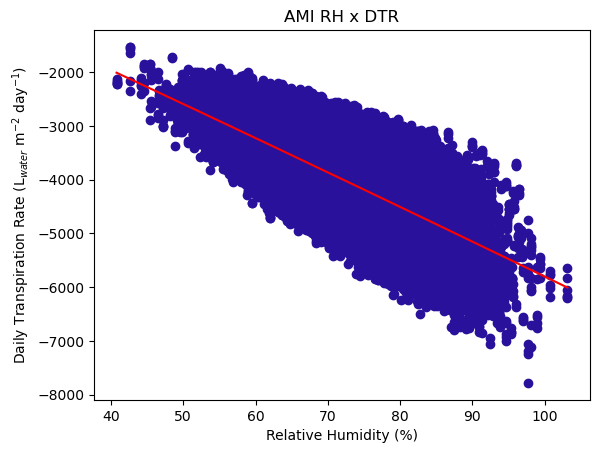 AMI RH x DTR
Daily Transpiration Rate (L_water m⁻² day⁻¹)
−2000
−3000
−4000
−5000
−6000
−7000
−8000
40 50 60 70 80 90 100
Relative Humidity (%)